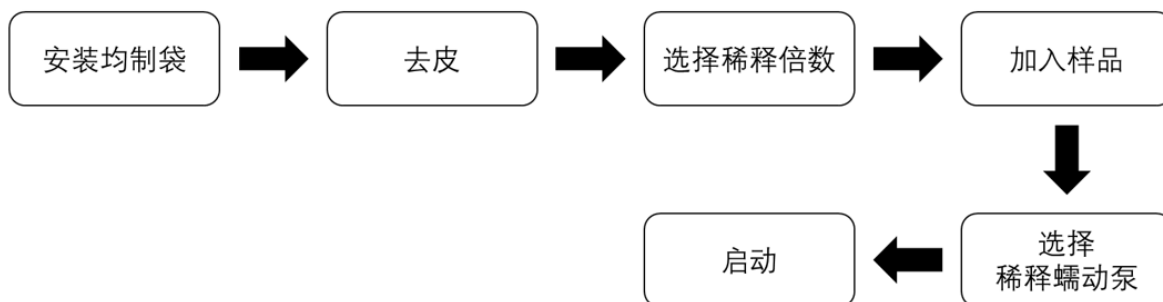 安装均制袋
去皮
选择稀释倍数
加入样品
选择
稀释蠕动泵
启动